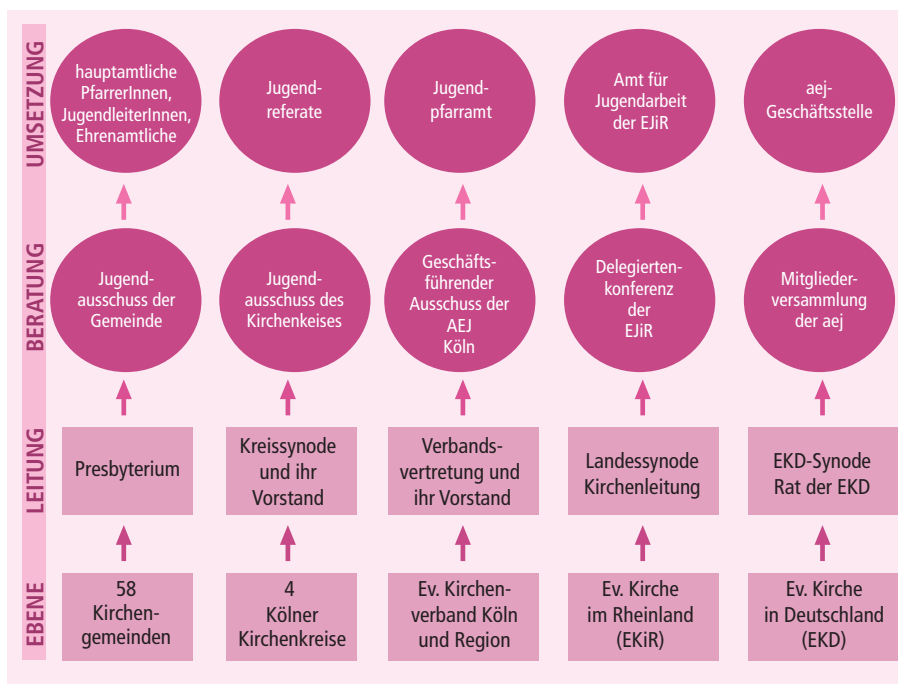 UMSETZUNG
hauptamtliche
PfarrerInnen,
JugendleiterInnen,
Ehrenamtliche
Jugend-
referate
Jugend-
pfarramt
Amt für
Jugendarbeit
der EJiR
aej-
Geschäftsstelle
BERATUNG
Jugend-
ausschuss der
Gemeinde
Jugend-
ausschuss des
Kirchenkeises
Geschäfts-
führender
Ausschuss der
AEJ
Köln
Delegierten-
konferenz
der
EJiR
Mitglieder-
versammlung
der aej
LEITUNG
Presbyterium
Kreissynode
und ihr
Vorstand
Verbands-
vertretung und
ihr Vorstand
Landessynode
Kirchenleitung
EKD-Synode
Rat der EKD
EBENE
58
Kirchen-
gemeinden
4
Kölner
Kirchenkreise
Ev. Kirchen-
verband Köln
und Region
Ev. Kirche
im Rheinland
(EKiR)
Ev. Kirche
in Deutschland
(EKD)